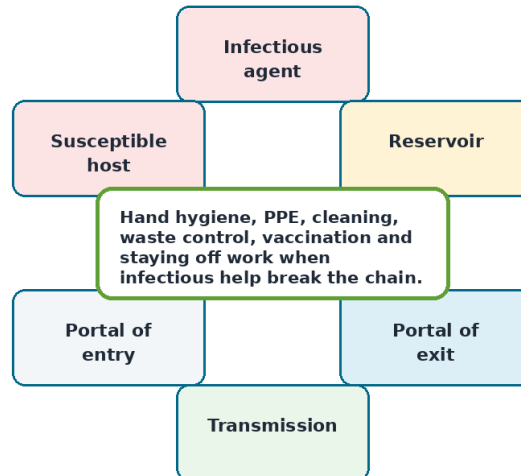 Infectious
agent
Susceptible
host
Reservoir
Hand hygiene, PPE, cleaning,
waste control, vaccination and
staying off work when
infectious help break the chain.
Portal of
entry
Portal of
exit
Transmission